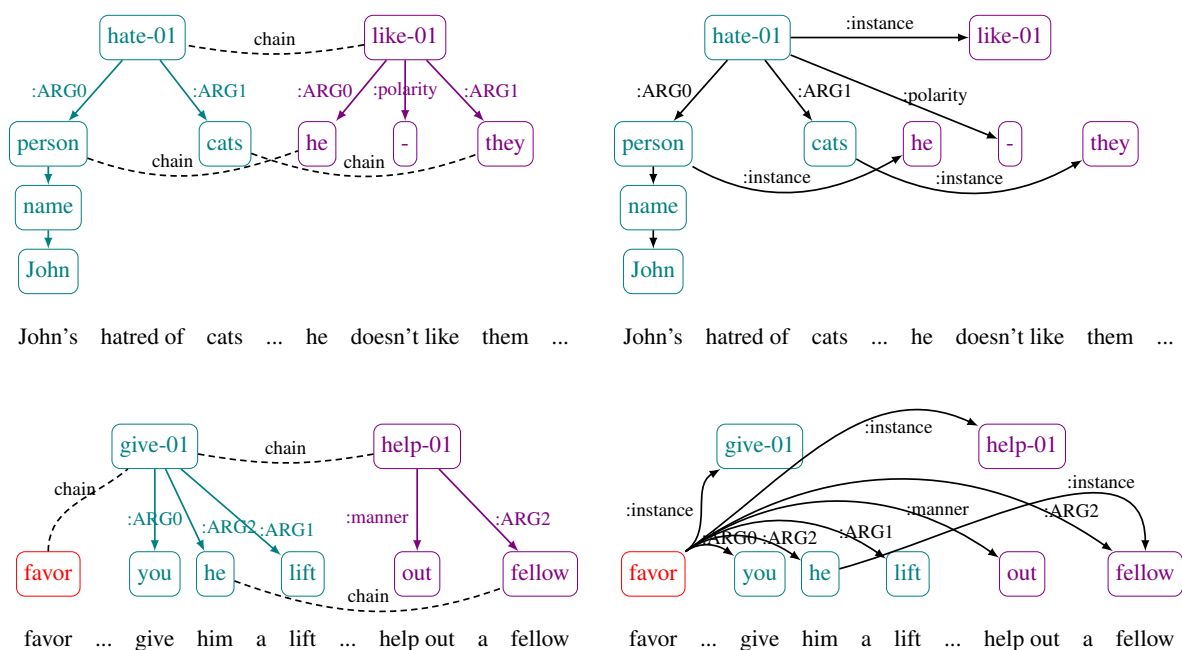 hate-01 chain like-01
:ARG0 :ARG1 :ARG0 :polarity :ARG1
person cats he - they
chain chain
name
John
John's hatred of cats ... he doesn't like them ...
hate-01 :instance like-01
:ARG0 :ARG1 :polarity
person cats he - they
:instance :instance
name
John
John's hatred of cats ... he doesn't like them ...
give-01 chain help-01
chain
:ARG0 :ARG2 :ARG1 :manner :ARG2
favor you he lift out fellow
chain
favor ... give him a lift ... help out a fellow
give-01 :instance help-01
:instance
:instance :manner :ARG2
:ARG0 :ARG2 :ARG1
favor you he lift out fellow
favor ... give him a lift ... help out a fellow